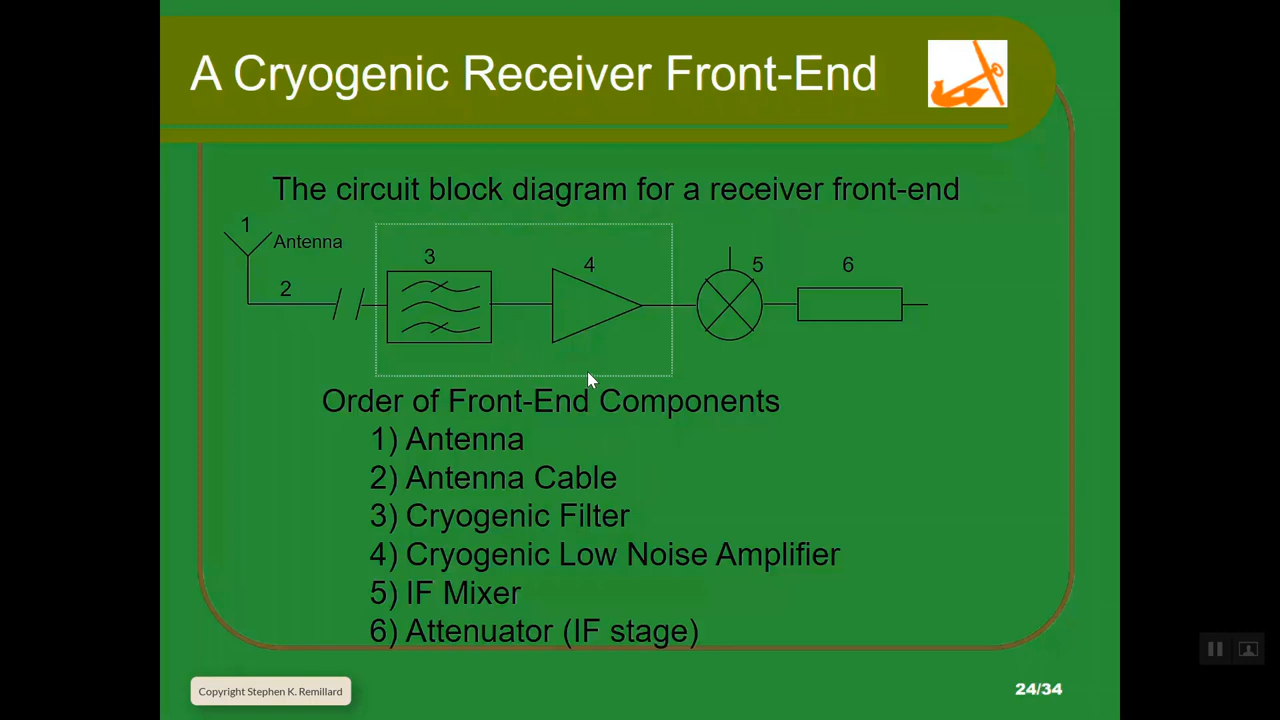 A Cryogenic Receiver Front-End
The circuit block diagram for a receiver front-end
1
Antenna
2
3
4
5
6
Order of Front-End Components
1) Antenna
2) Antenna Cable
3) Cryogenic Filter
4) Cryogenic Low Noise Amplifier
5) IF Mixer
6) Attenuator (IF stage)
Copyright Stephen K. Remillard
24/34